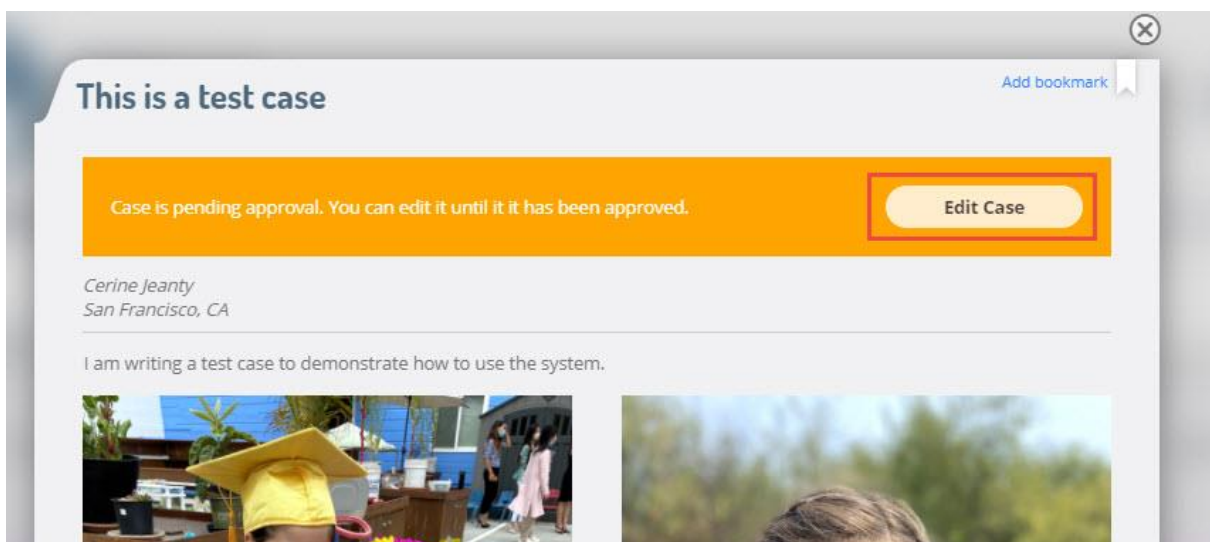 This is a test case
Add bookmark
Case is pending approval. You can edit it until it it has been approved.
Edit Case
Cerine Jeanty
San Francisco, CA
I am writing a test case to demonstrate how to use the system.